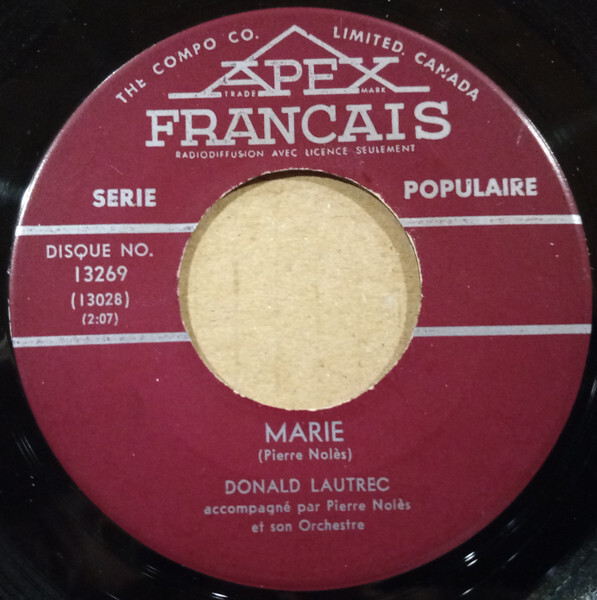 THE COMPO CO. LIMITED, CANADA
APEX
TRADE MARK
FRANCAIS
RADIODIFFUSION AVEC LICENCE SEULEMENT
SERIE POPULAIRE
DISQUE NO.
13269
(13028)
(2:07)
MARIE
(Pierre Nolès)
DONALD LAUTREC
accompagné par Pierre Nolès
et son Orchestre